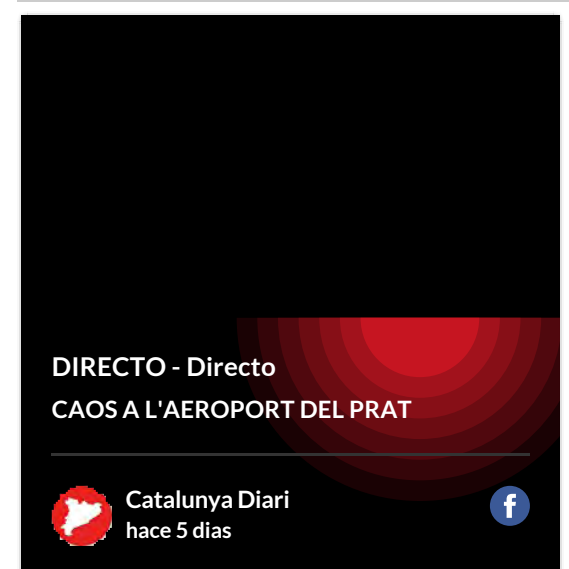 DIRECTO - Directo
CAOS A L'AEROPORT DEL PRAT
Catalunya Diari
hace 5 dias